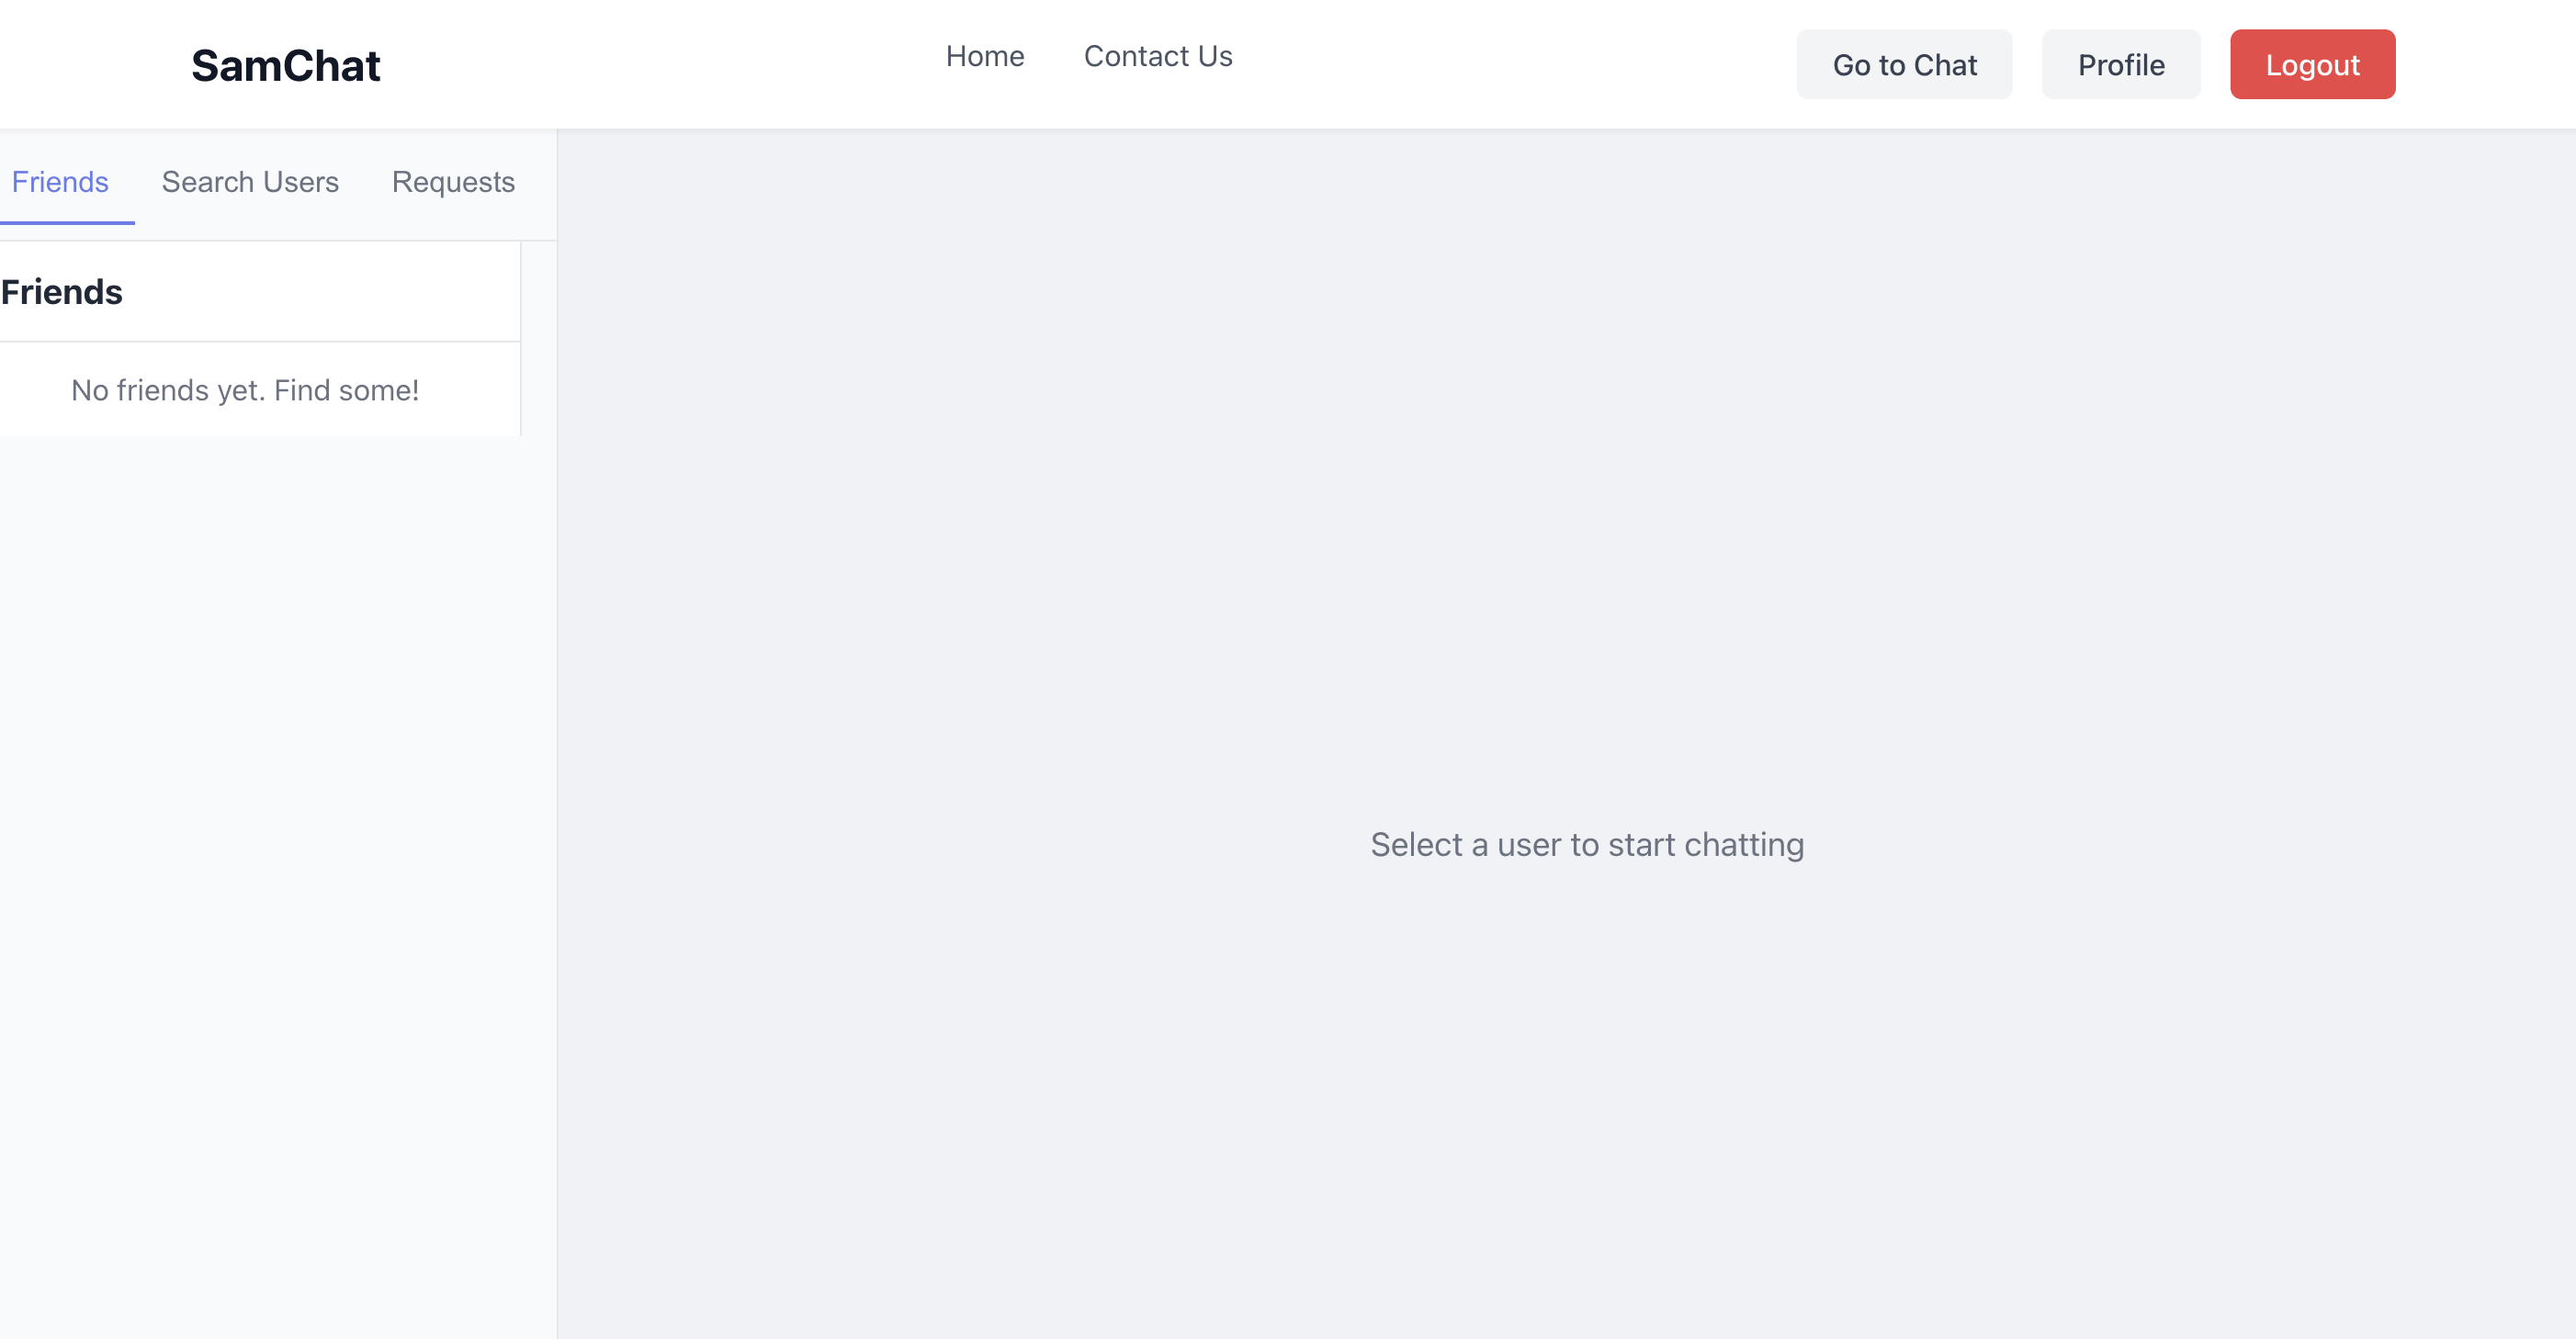 SamChat
Home
Contact Us
Go to Chat
Profile
Logout
Friends
Search Users
Requests
Friends
No friends yet. Find some!
Select a user to start chatting